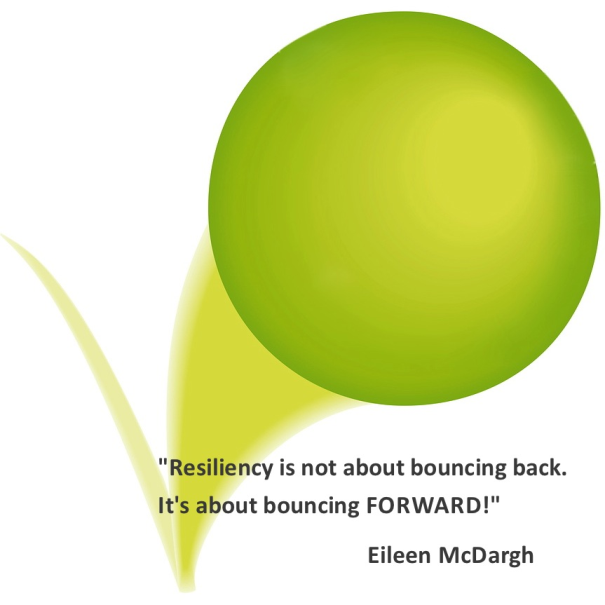 "Resiliency is not about bouncing back.
It's about bouncing FORWARD!"
Eileen McDargh